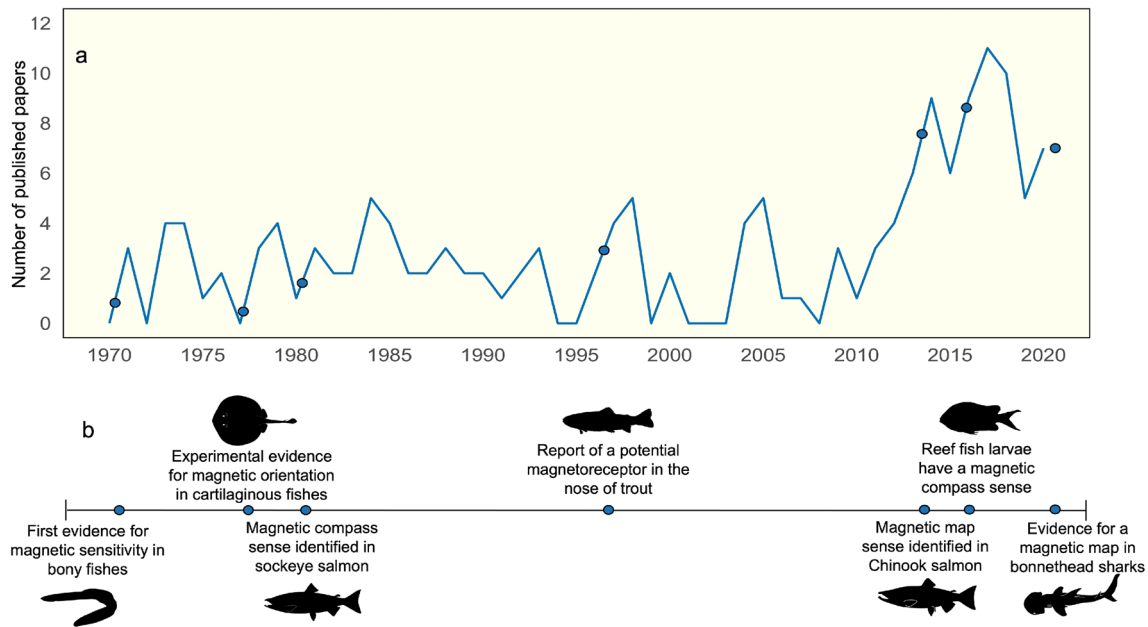 a
Number of published papers
12
10
8
6
4
2
0
1970 1975 1980 1985 1990 1995 2000 2005 2010 2015 2020
b
Experimental evidence
for magnetic orientation
in cartilaginous fishes
Report of a potential
magnetoreceptor in the
nose of trout
Reef fish larvae
have a magnetic
compass sense
First evidence for
magnetic sensitivity in
bony fishes
Magnetic compass
sense identified in
sockeye salmon
Magnetic map
sense identified in
Chinook salmon
Evidence for a
magnetic map in
bonnethead sharks